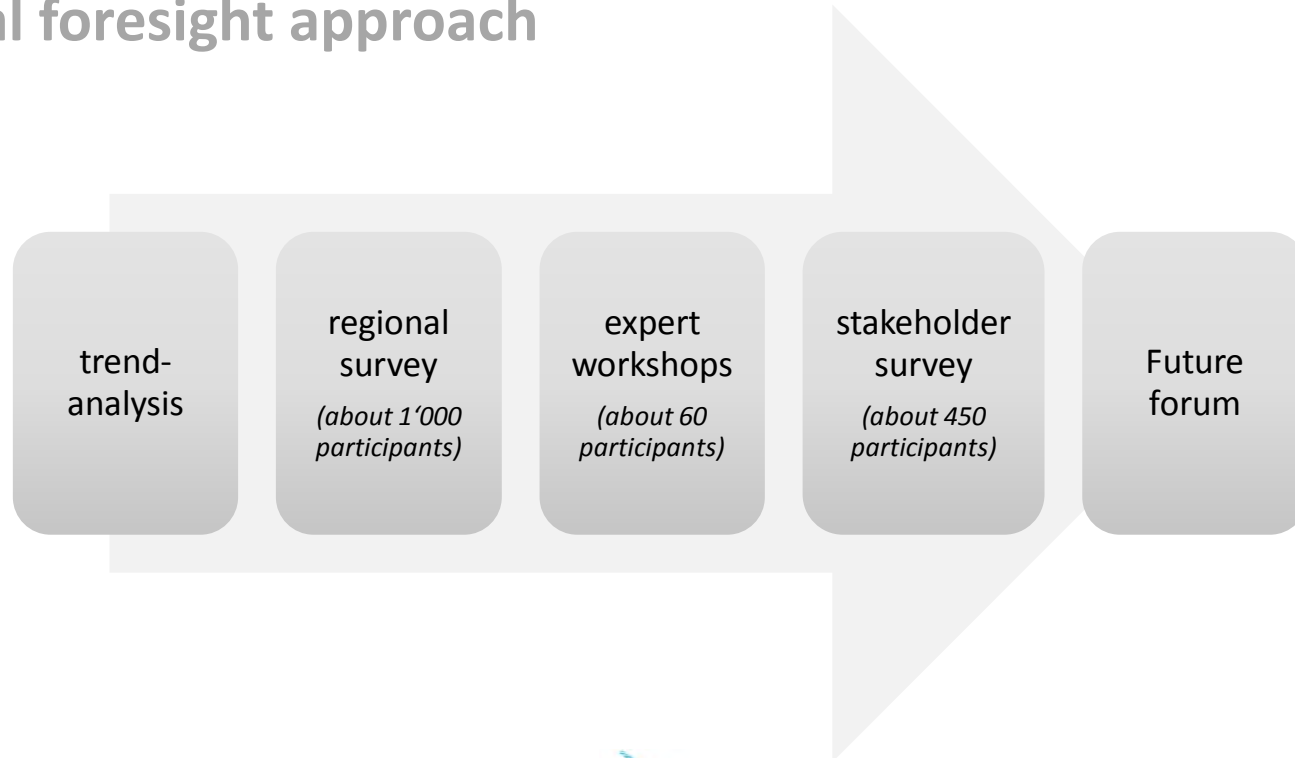 l foresight approach
trend-
analysis
regional
survey
(about 1‘000
participants)
expert
workshops
(about 60
participants)
stakeholder
survey
(about 450
participants)
Future
forum